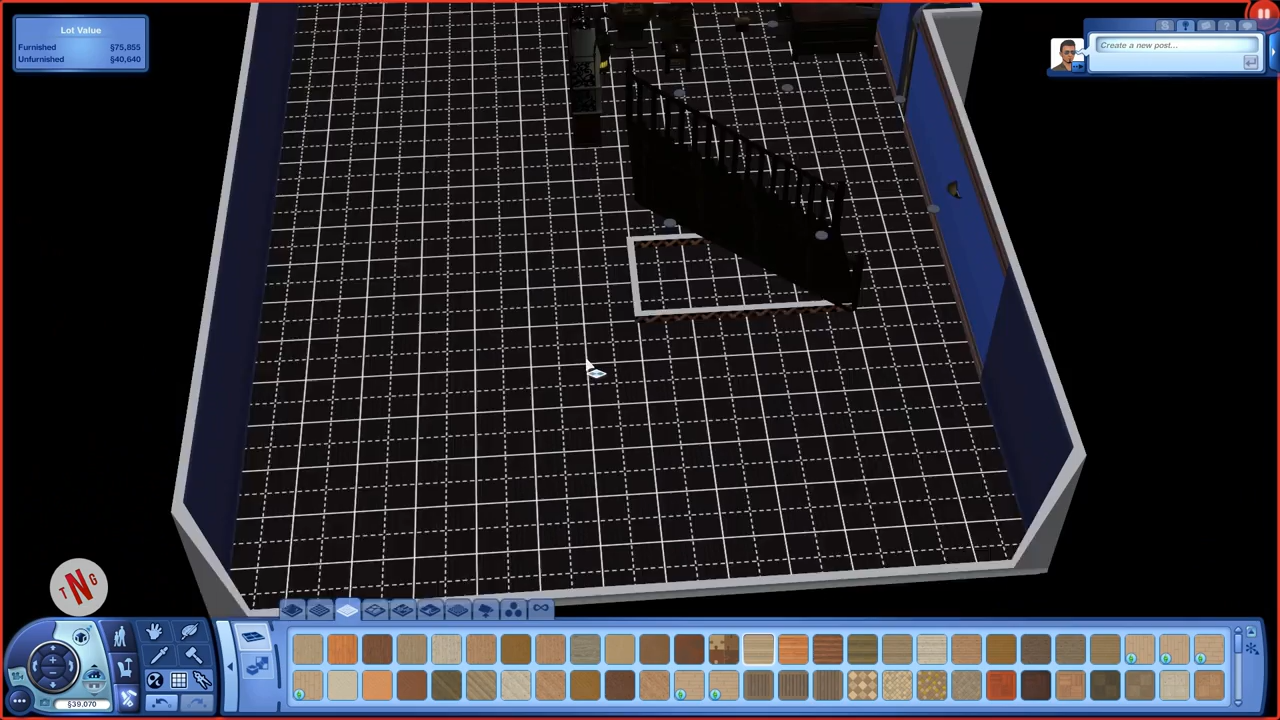 Lot Value
Furnished §75,855
Unfurnished §40,640
Create a new post...
TNG
§39,070